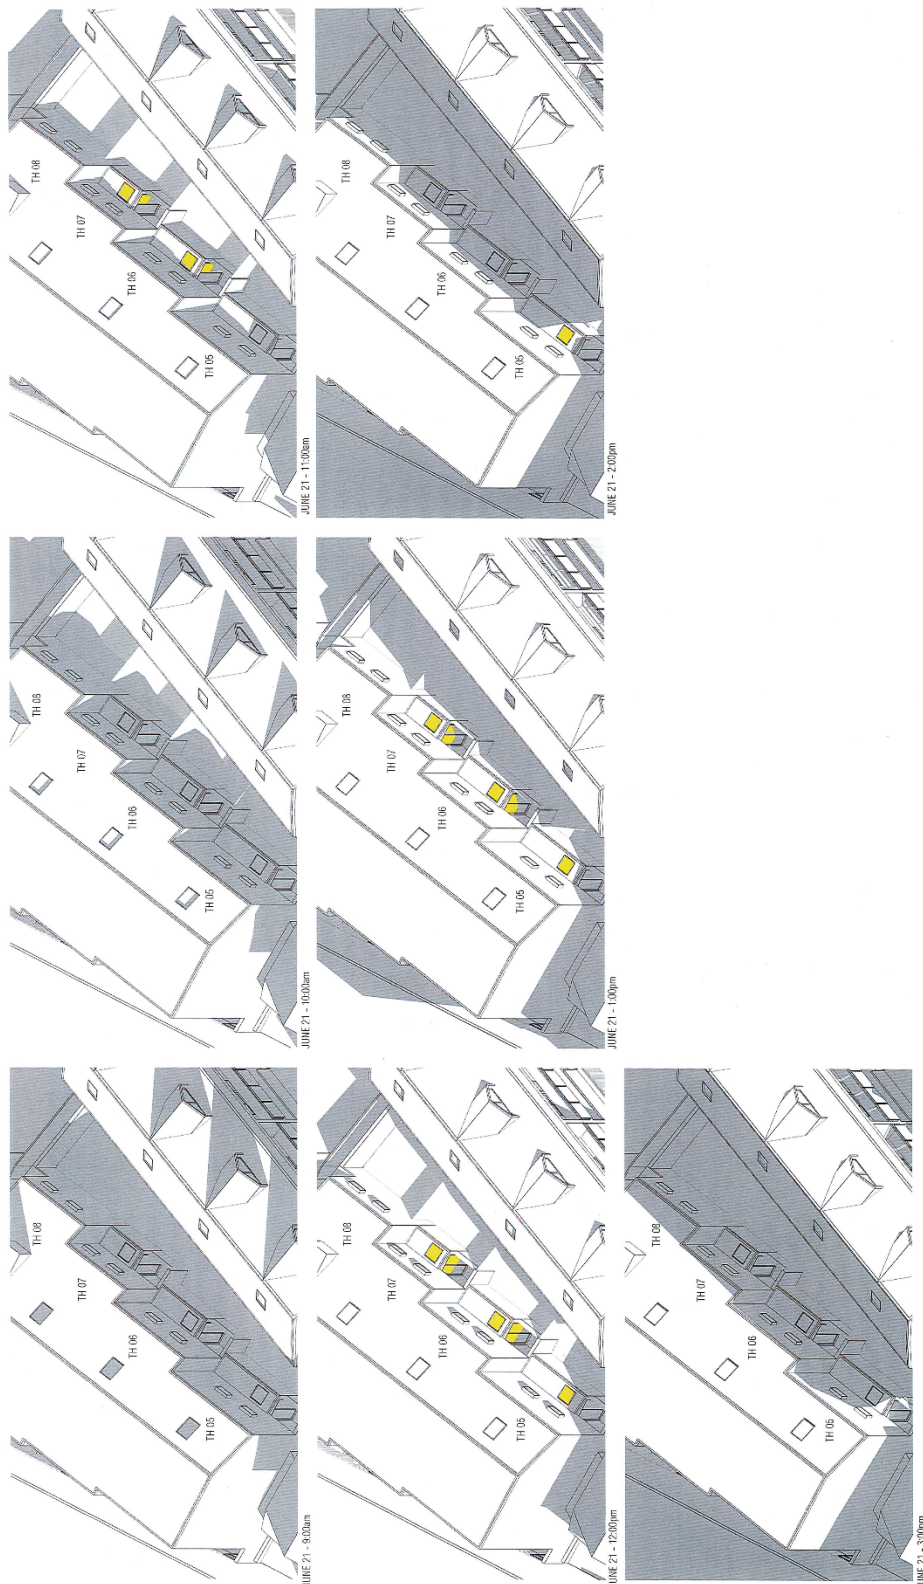 TH 08
TH 07
TH 06
TH 05
JUNE 21 - 9:00am
TH 08
TH 07
TH 06
TH 05
JUNE 21 - 10:00am
TH 08
TH 07
TH 06
TH 05
JUNE 21 - 11:00am
TH 08
TH 07
TH 06
TH 05
JUNE 21 - 12:00pm
TH 08
TH 07
TH 06
TH 05
JUNE 21 - 1:00pm
TH 08
TH 07
TH 06
TH 05
JUNE 21 - 2:00pm
TH 08
TH 07
TH 06
TH 05
JUNE 21 - 3:00pm